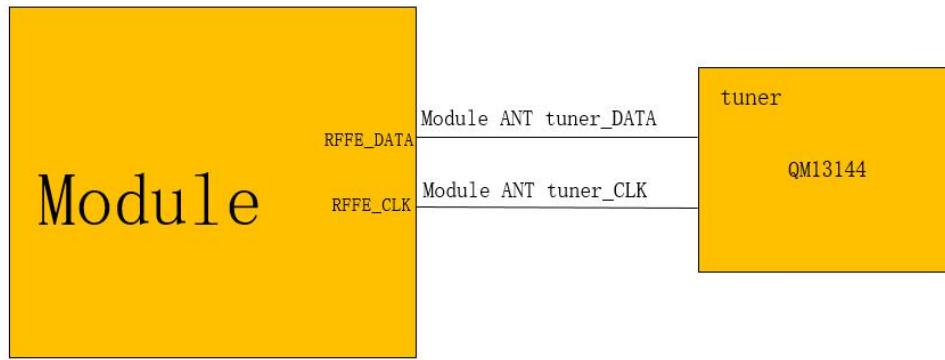 Module
RFFE_DATA
RFFE_CLK
Module ANT tuner_DATA
Module ANT tuner_CLK
tuner
QM13144